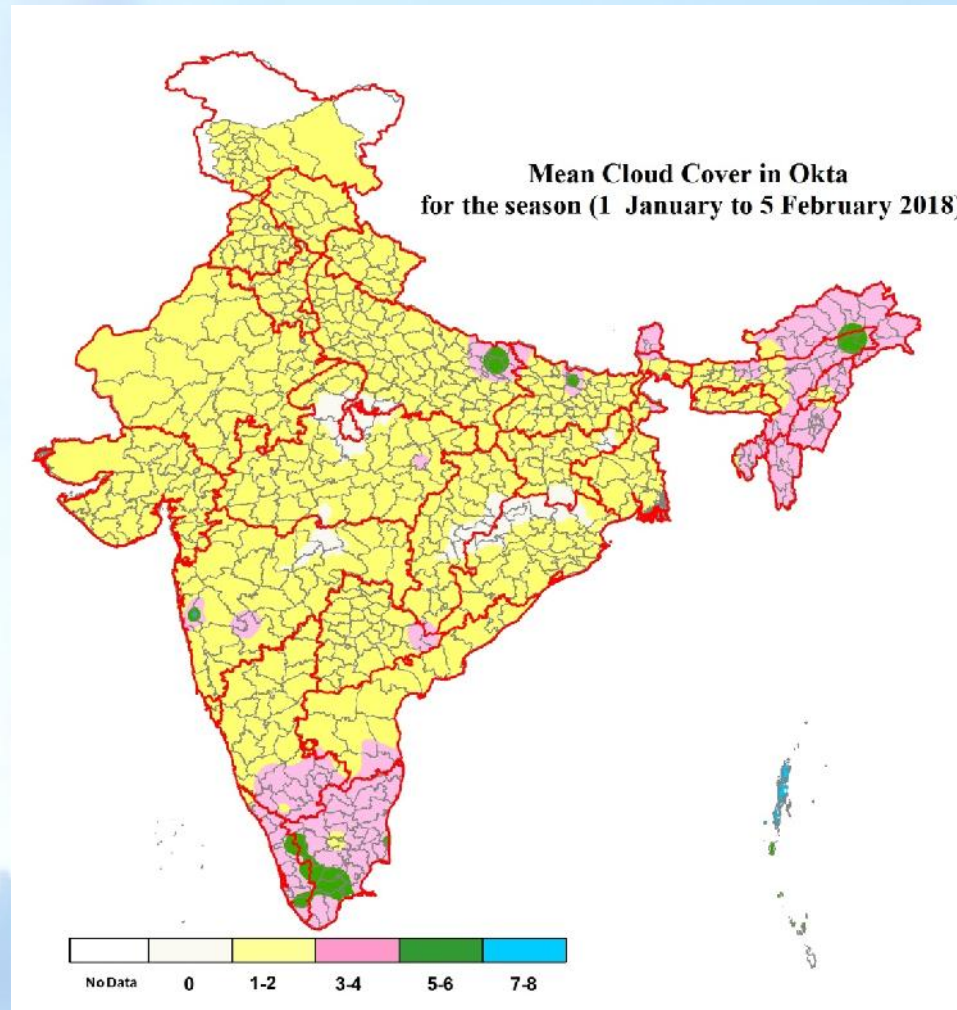 Mean Cloud Cover in Okta
for the season (1 January to 5 February 2018)
No Data 0 1-2 3-4 5-6 7-8